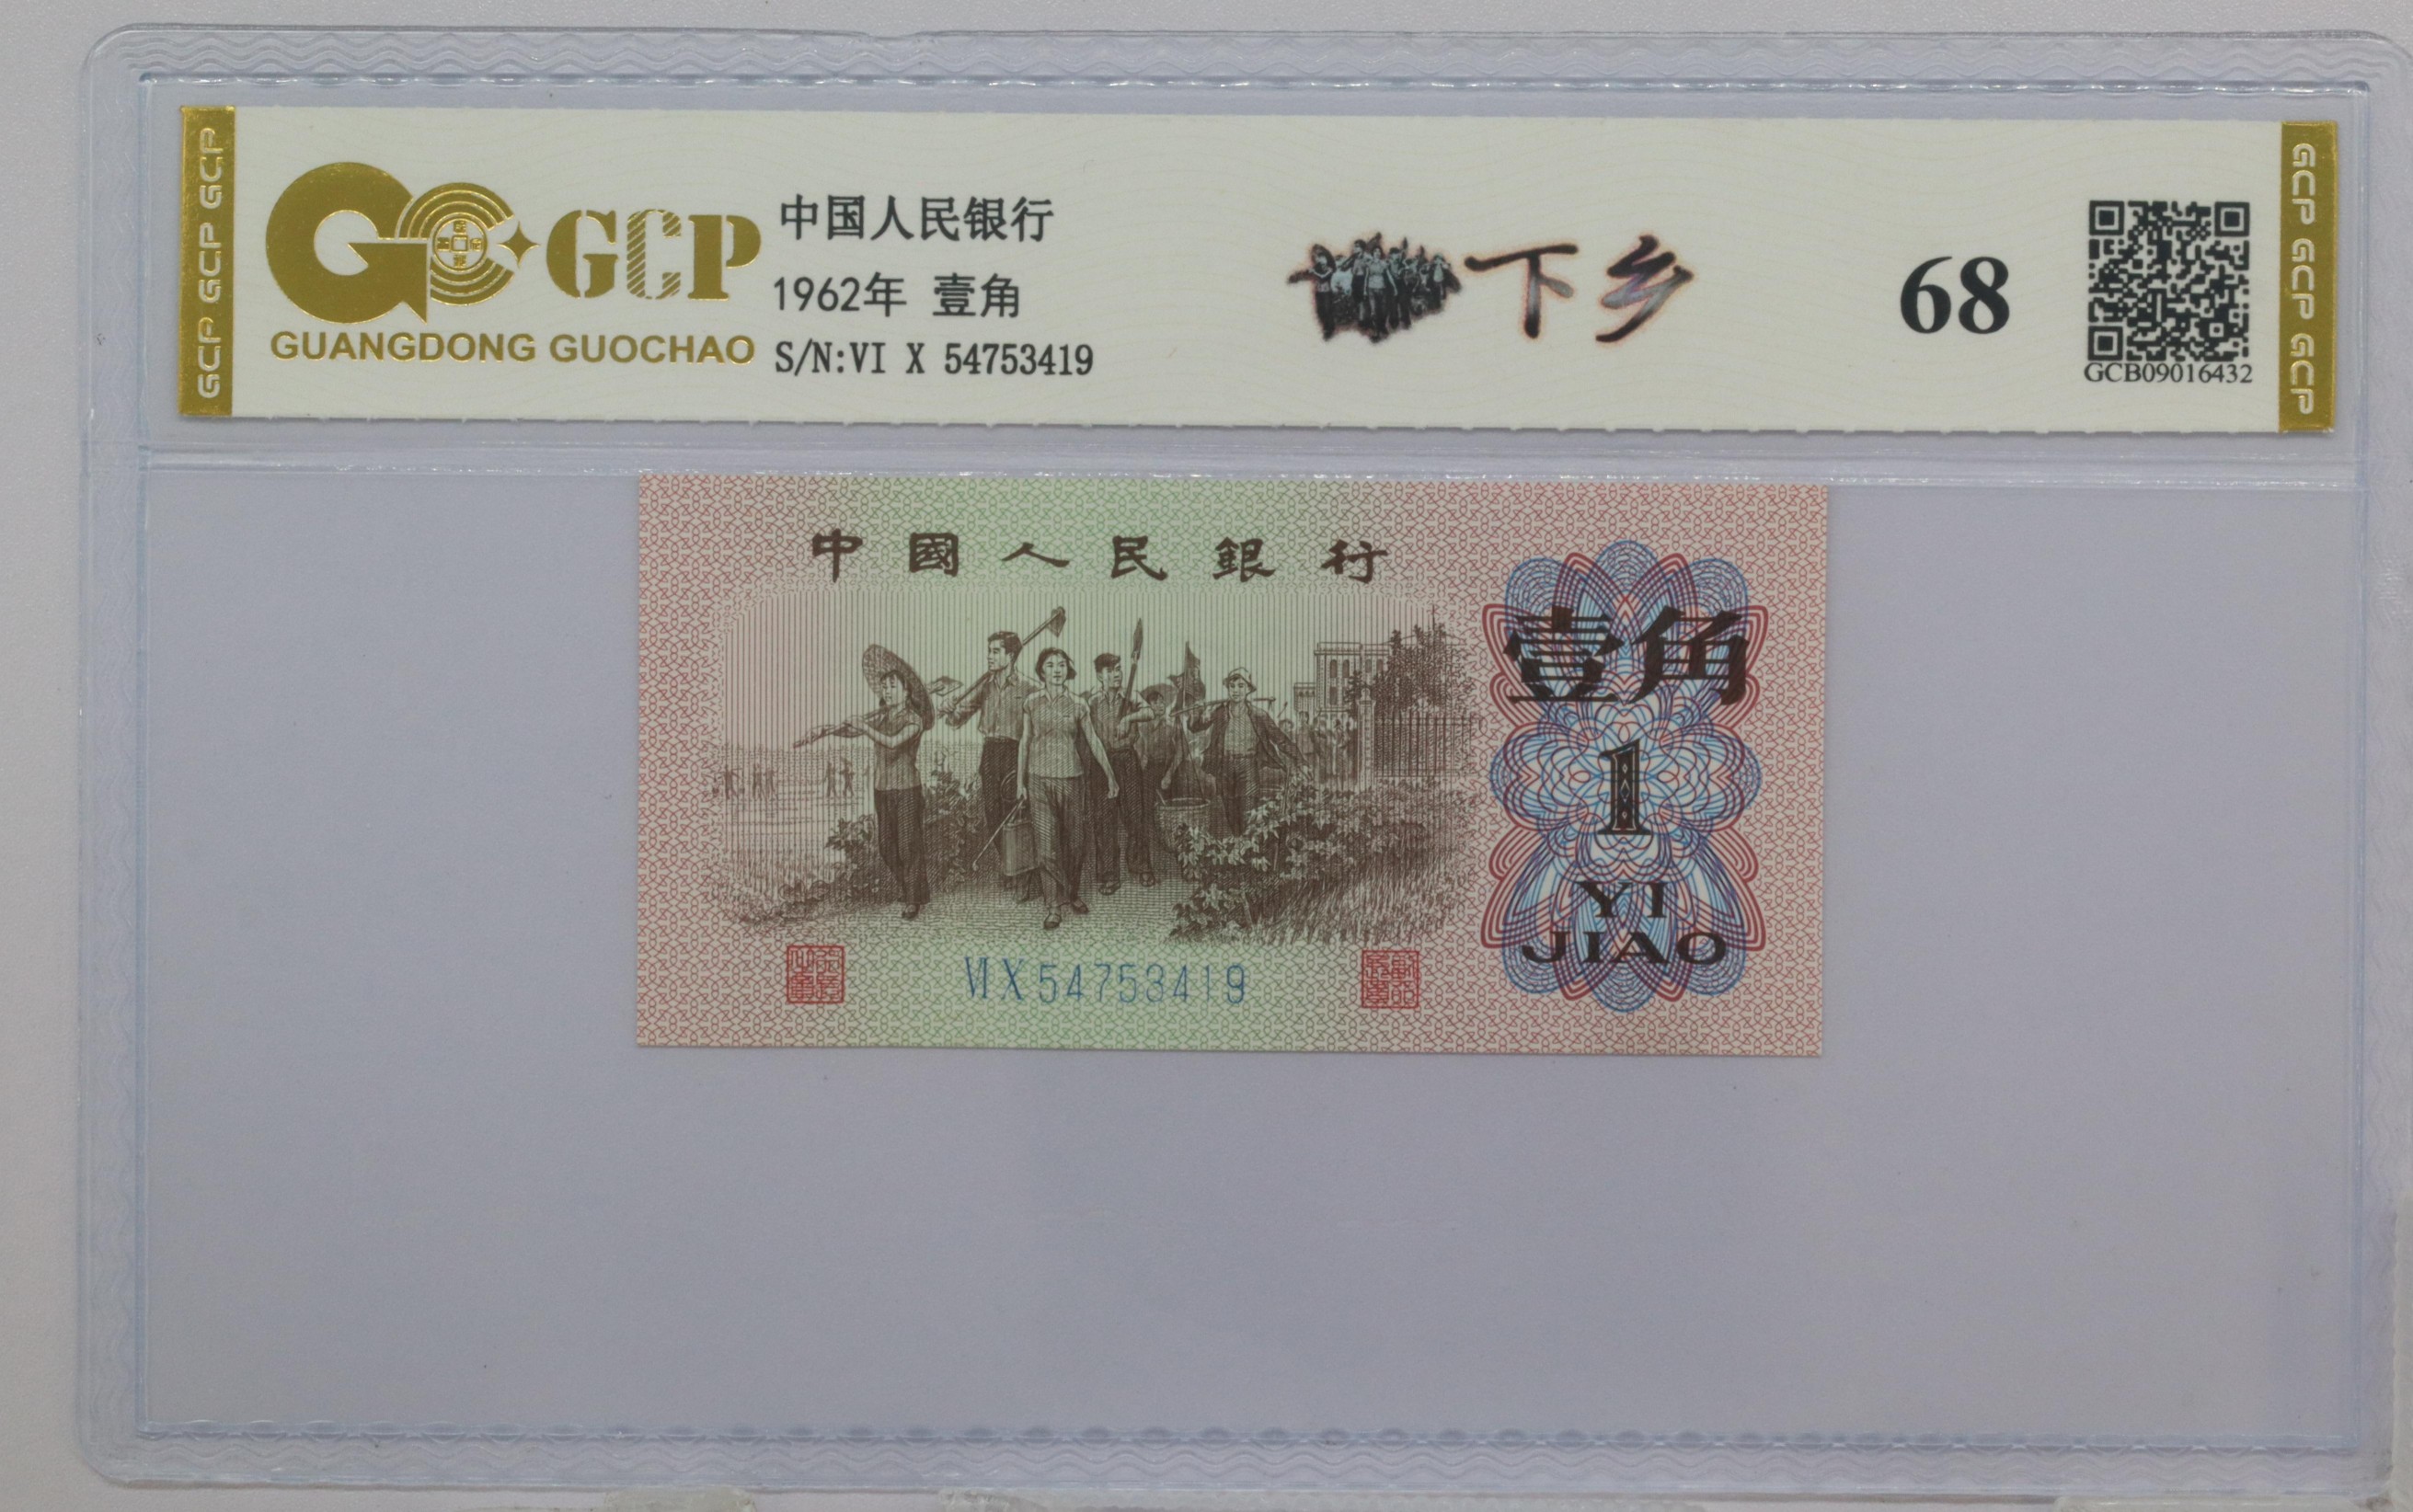 GCP GCP GCP
GCP
GUANGDONG GUOCHAO
中国人民银行
1962年 壹角
S/N:VI X 54753419
下乡
68
GCB09016432
GCP GCP GCP
中國人民銀行
壹角
1
YI
JIAO
VI X 54753419